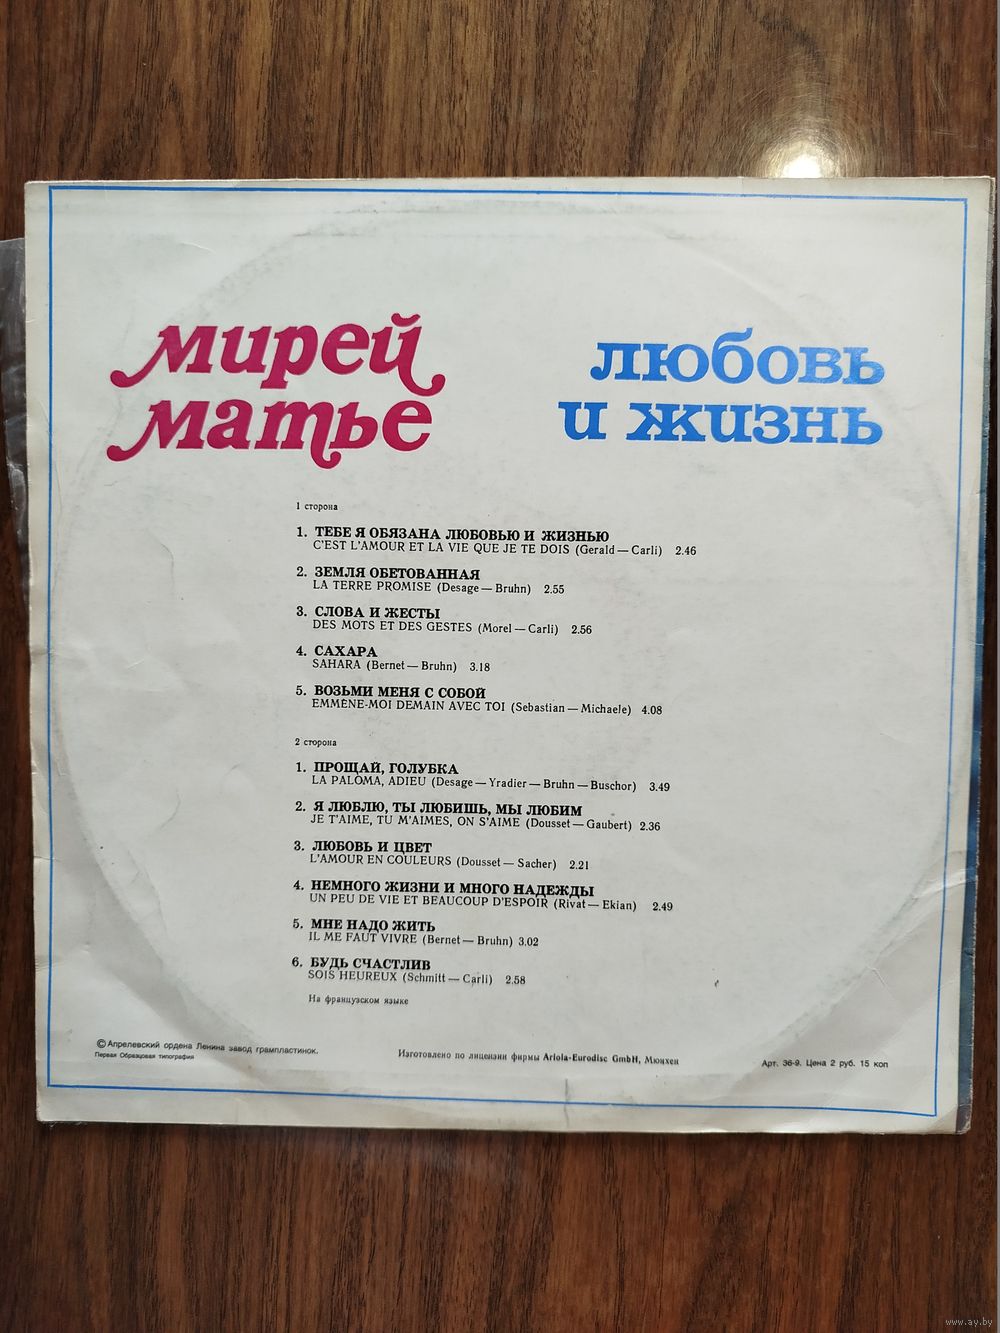 мирей
матье
любовь
и жизнь
1 сторона
1. ТЕБЕ Я ОБЯЗАНА ЛЮБОВЬЮ И ЖИЗНЬЮ
C'EST L'AMOUR ET LA VIE QUE JE TE DOIS (Gerald — Carli) 2.46
2. ЗЕМЛЯ ОБЕТОВАННАЯ
LA TERRE PROMISE (Desage — Bruhn) 2.55
3. СЛОВА И ЖЕСТЫ
DES MOTS ET DES GESTES (Morel — Carli) 2.56
4. САХАРА
SAHARA (Bernet — Bruhn) 3.18
5. ВОЗЬМИ МЕНЯ С СОБОЙ
EMMENE-MOI DEMAIN AVEC TOI (Sebastian — Michaele) 4.08
2 сторона
1. ПРОЩАЙ, ГОЛУБКА
LA PALOMA, ADIEU (Desage — Yradier — Bruhn — Buschor) 3.49
2. Я ЛЮБЛЮ, ТЫ ЛЮБИШЬ, МЫ ЛЮБИМ
JE T'AIME, TU M'AIMES, ON S'AIME (Dousset — Gaubert) 2.36
3. ЛЮБОВЬ И ЦВЕТ
L'AMOUR EN COULEURS (Dousset — Sacher) 2.21
4. НЕМНОГО ЖИЗНИ И МНОГО НАДЕЖДЫ
UN PEU DE VIE ET BEAUCOUP D'ESPOIR (Rivat — Ekian) 2.49
5. МНЕ НАДО ЖИТЬ
IL ME FAUT VIVRE (Bernet — Bruhn) 3.02
6. БУДЬ СЧАСТЛИВ
SOIS HEUREUX (Schmitt — Carli) 2.58
На французском языке
© Апрелевский ордена Ленина завод грампластинок.
Первая Образцовая типография
Изготовлено по лицензии фирмы Ariola-Eurodisc GmbH, Мюнхен
Арт. 36-9. Цена 2 руб. 15 коп
www.ay.by